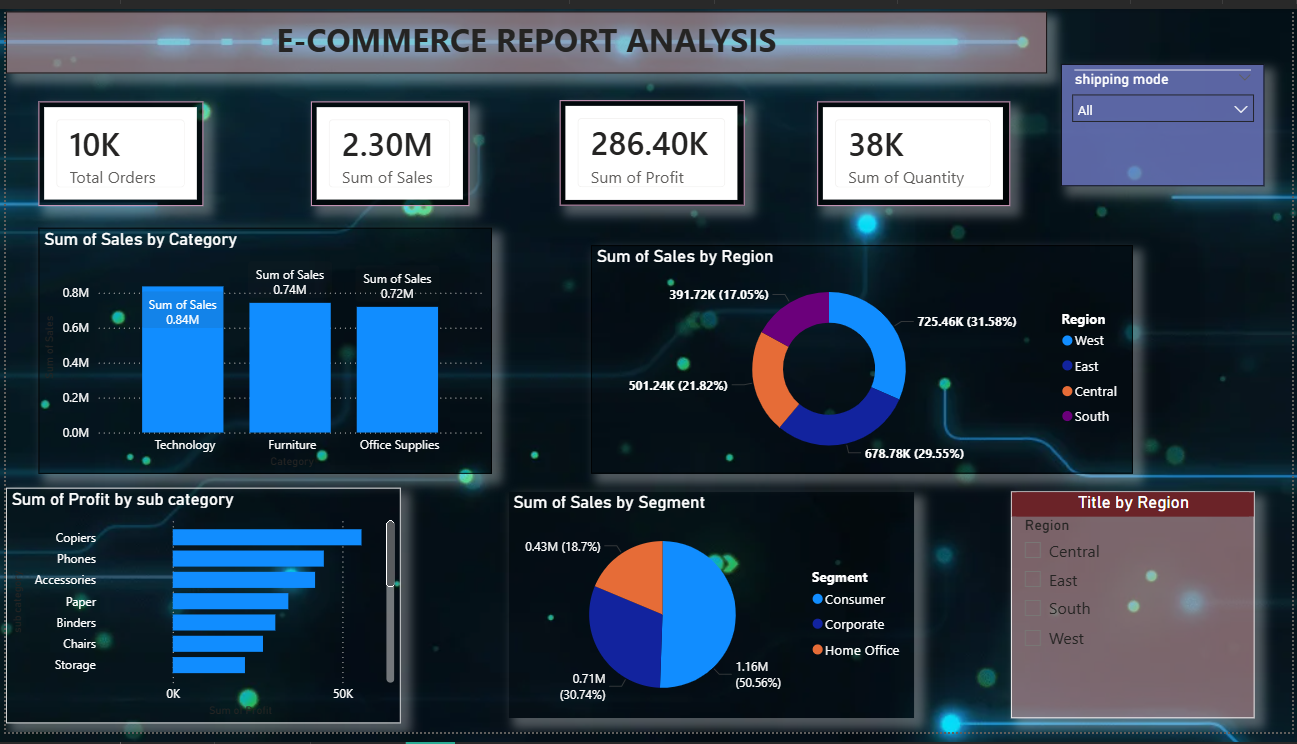 E-COMMERCE REPORT ANALYSIS
shipping mode
All
10K
Total Orders
2.30M
Sum of Sales
286.40K
Sum of Profit
38K
Sum of Quantity
Sum of Sales by Category
Sum of Sales
0.8M
0.6M
0.4M
0.2M
0.0M
Sum of Sales
0.84M
Sum of Sales
0.74M
Sum of Sales
0.72M
Technology
Furniture
Office Supplies
Category
Sum of Sales by Region
391.72K (17.05%)
725.46K (31.58%)
501.24K (21.82%)
678.78K (29.55%)
Region
West
East
Central
South
Sum of Profit by sub category
sub category
Copiers
Phones
Accessories
Paper
Binders
Chairs
Storage
0K
50K
Sum of Profit
Sum of Sales by Segment
0.43M (18.7%)
0.71M
(30.74%)
1.16M
(50.56%)
Segment
Consumer
Corporate
Home Office
Title by Region
Region
Central
East
South
West